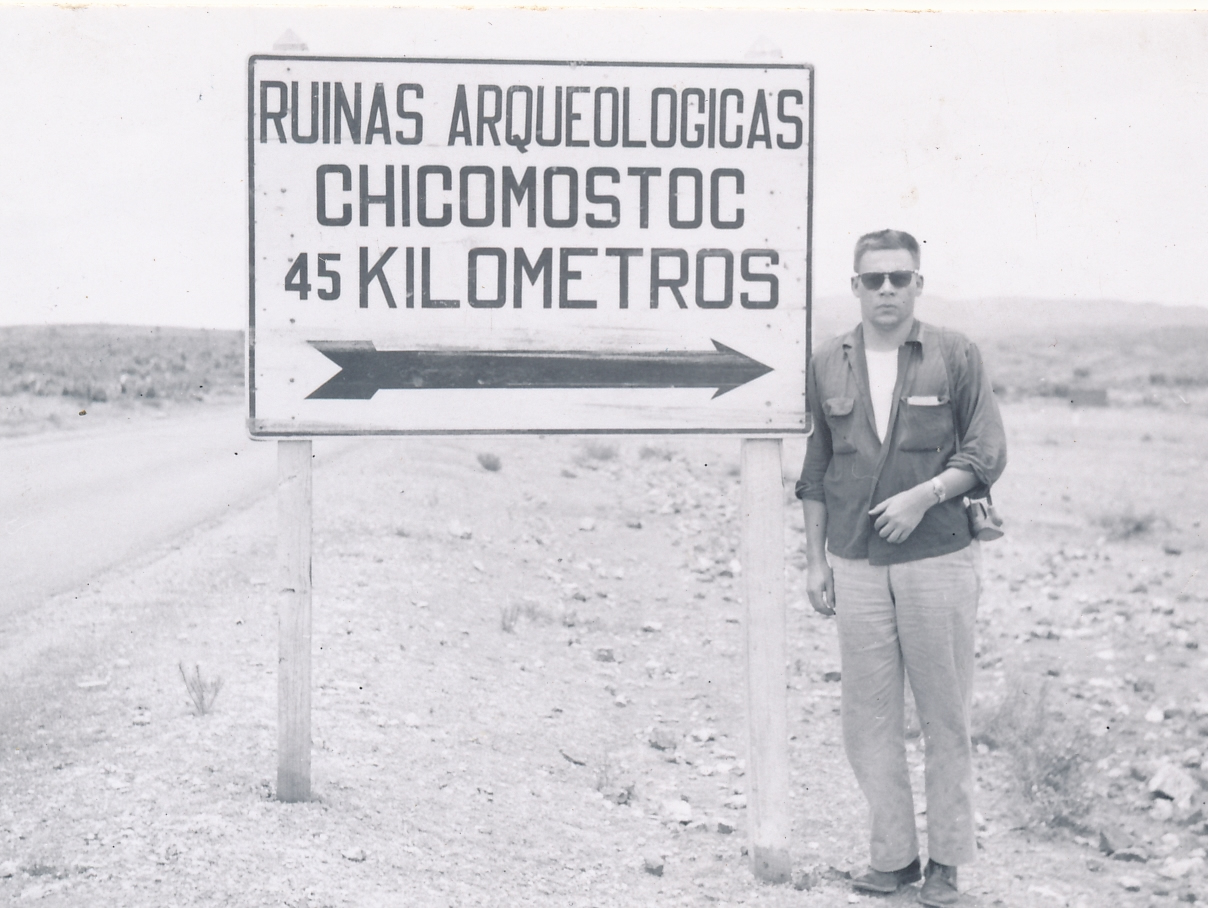 RUINAS ARQUEOLOGICAS
CHICOMOSTOC
45 KILOMETROS